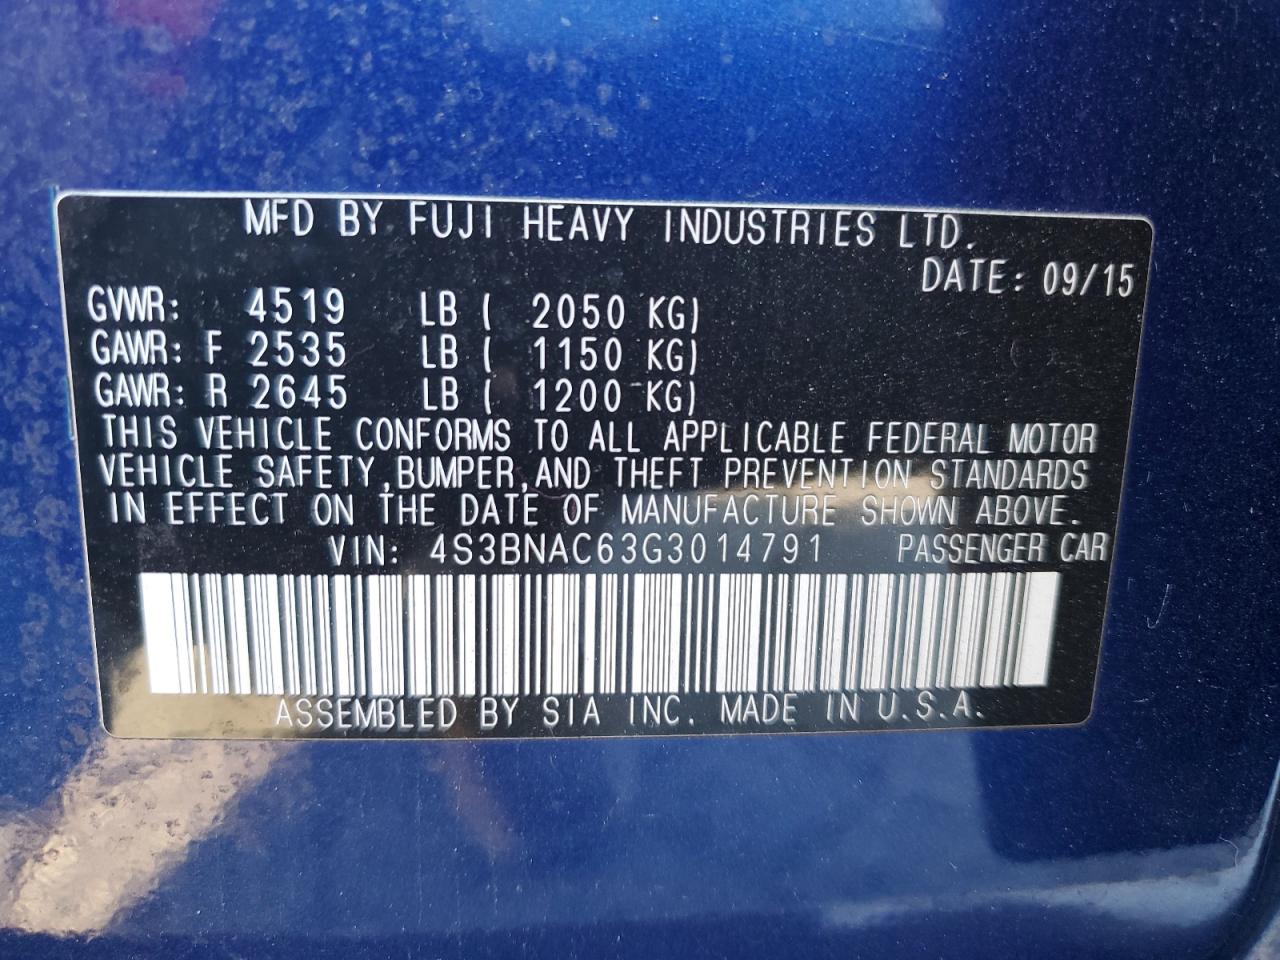 MFD BY FUJI HEAVY INDUSTRIES LTD.
DATE: 09/15
GVWR: 4519 LB ( 2050 KG)
GAWR: F 2535 LB ( 1150 KG)
GAWR: R 2645 LB ( 1200 KG)
THIS VEHICLE CONFORMS TO ALL APPLICABLE FEDERAL MOTOR
VEHICLE SAFETY, BUMPER, AND THEFT PREVENTION STANDARDS
IN EFFECT ON THE DATE OF MANUFACTURE SHOWN ABOVE.
VIN: 4S3BNAC63G3014791 PASSENGER CAR
ASSEMBLED BY SIA INC. MADE IN U.S.A.